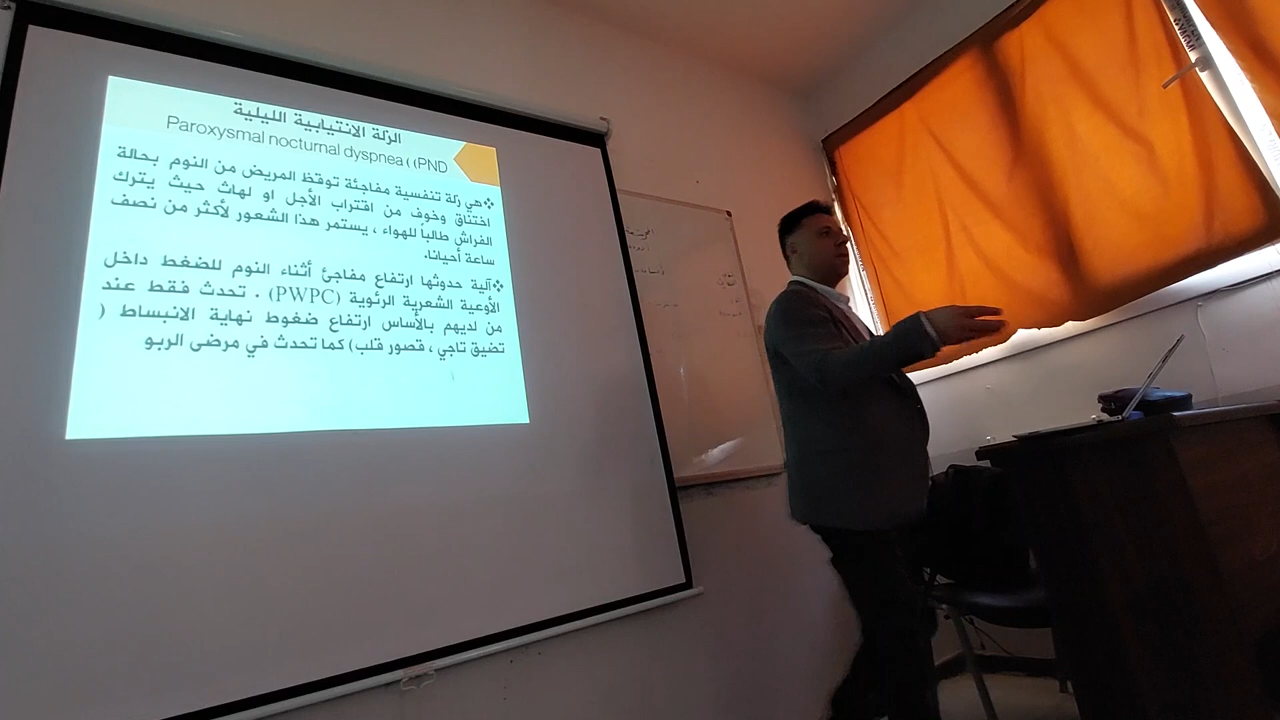 الزلة الانتيابية الليلية
Paroxysmal nocturnal dyspnea ( (PND
❖هي زلة تنفسية مفاجئة توقظ المريض من النوم بحالة
اختناق وخوف من اقتراب الأجل او لهاث حيث يترك
الفراش طالباً للهواء ، يستمر هذا الشعور لأكثر من نصف
ساعة أحيانا.
❖آلية حدوثها ارتفاع مفاجئ أثناء النوم للضغط داخل
الأوعية الشعرية الرئوية (PWPC) . تحدث فقط عند
من لديهم بالأساس ارتفاع ضغوط نهاية الانبساط (
تضيق تاجي ، قصور قلب) كما تحدث في مرضى الربو